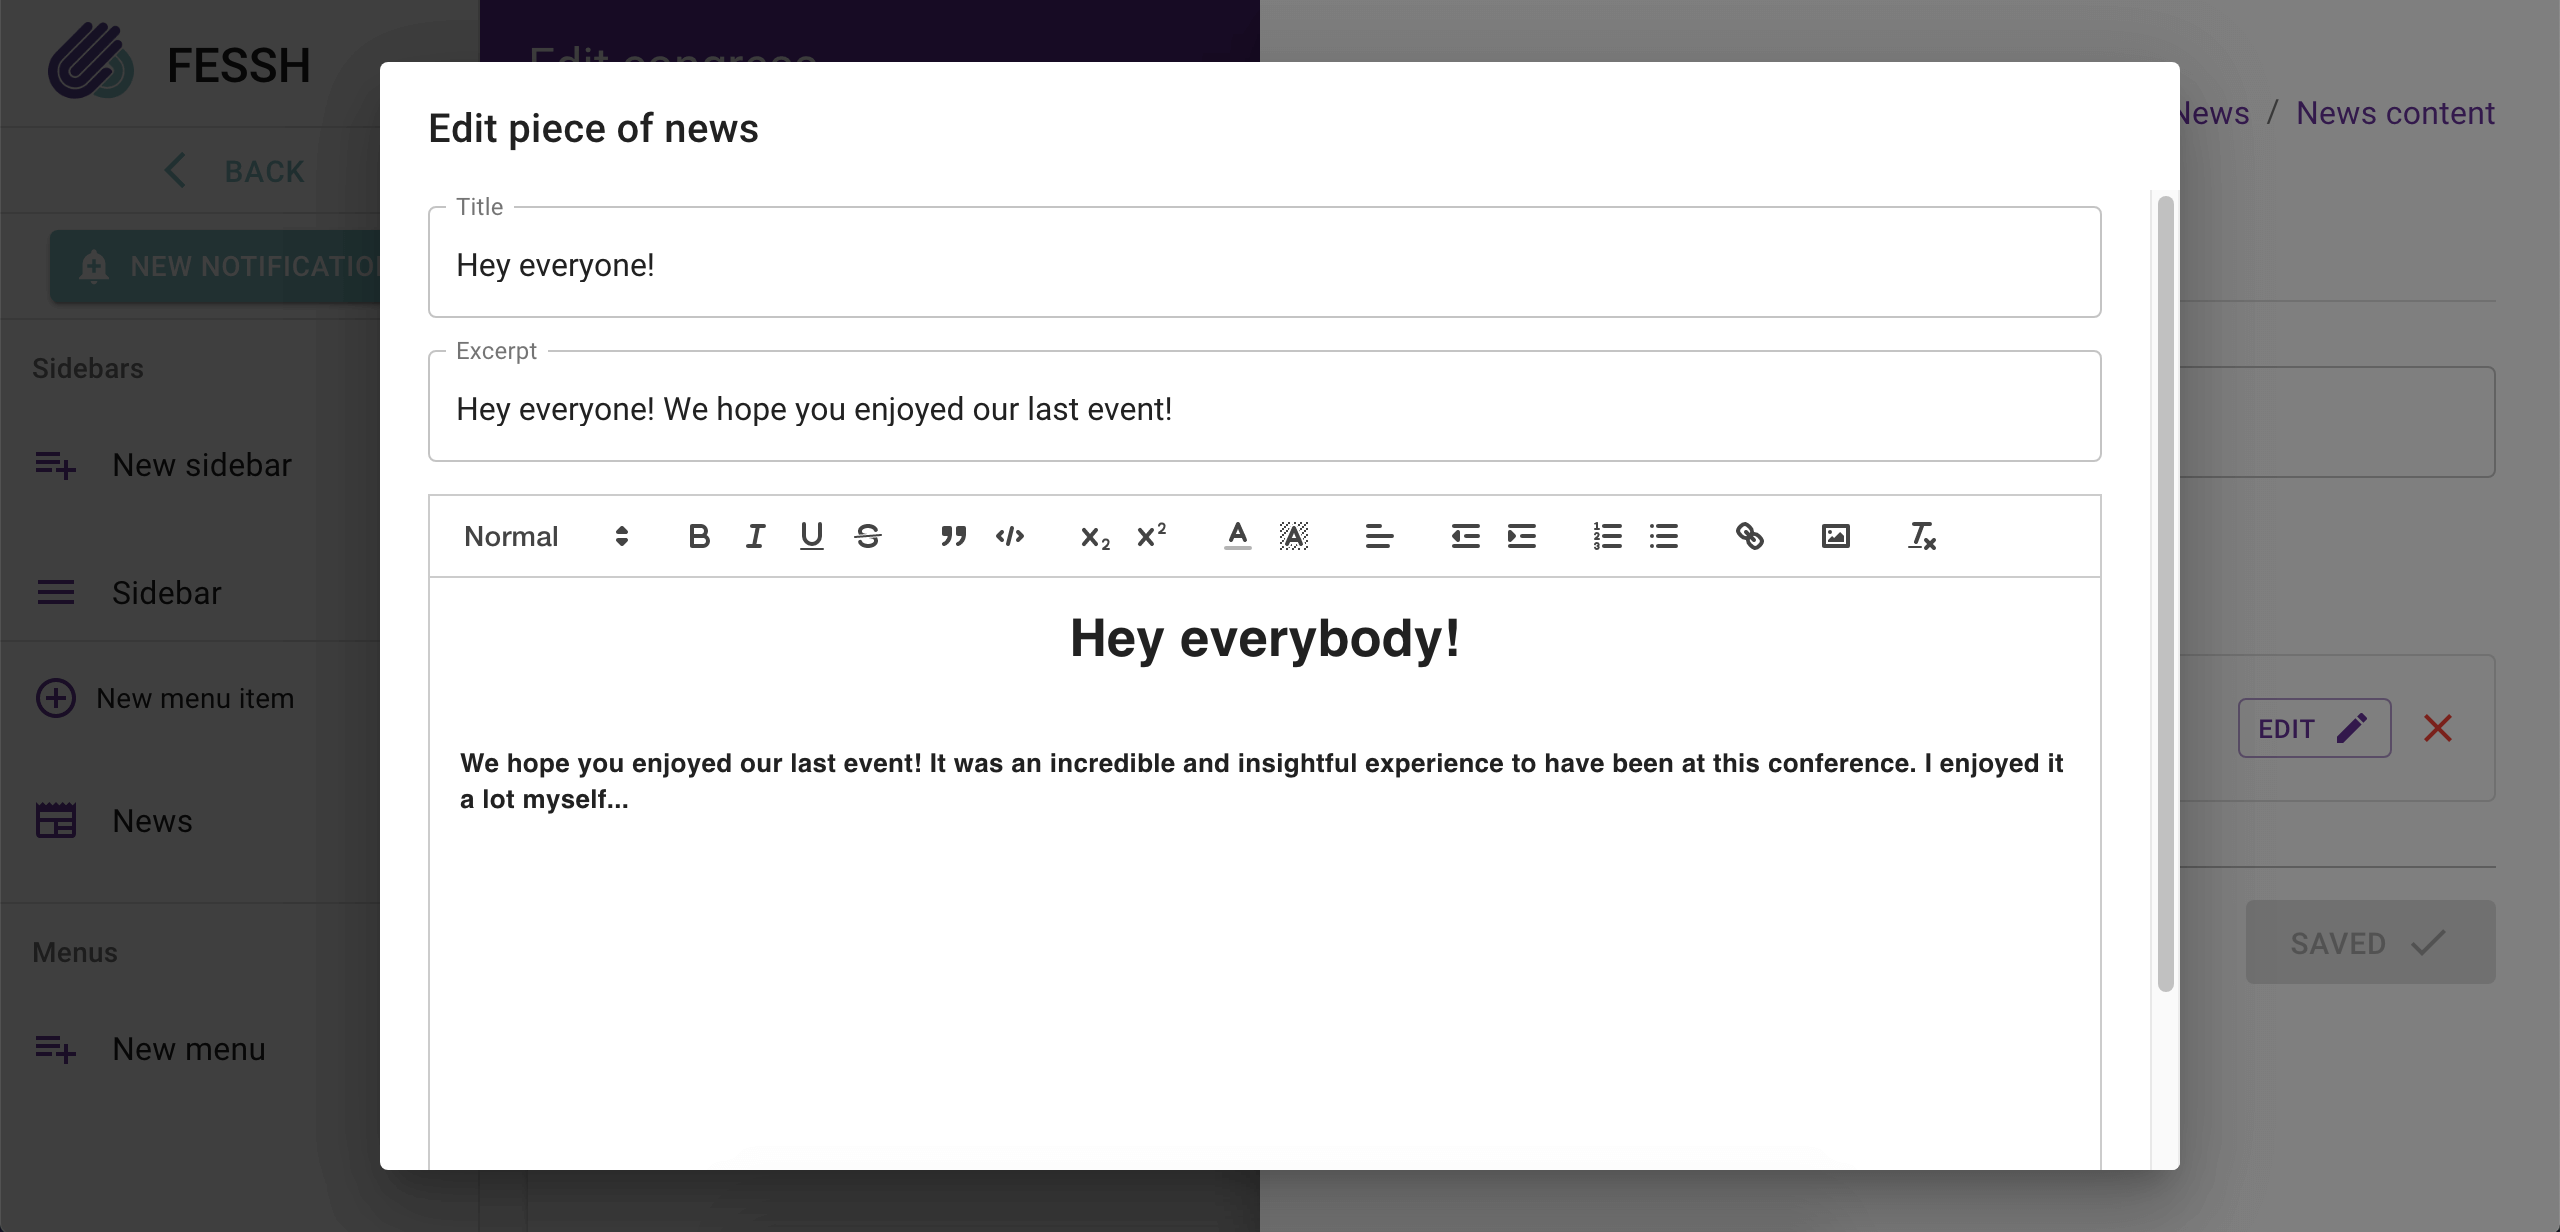 FESSH
BACK
NEW NOTIFICATION
Sidebars
New sidebar
Sidebar
New menu item
News
Menus
New menu
Edit congress
News / News content
EDIT
SAVED
Edit piece of news
Title
Hey everyone!
Excerpt
Hey everyone! We hope you enjoyed our last event!
Normal
Hey everybody!
We hope you enjoyed our last event! It was an incredible and insightful experience to have been at this conference. I enjoyed it
a lot myself...